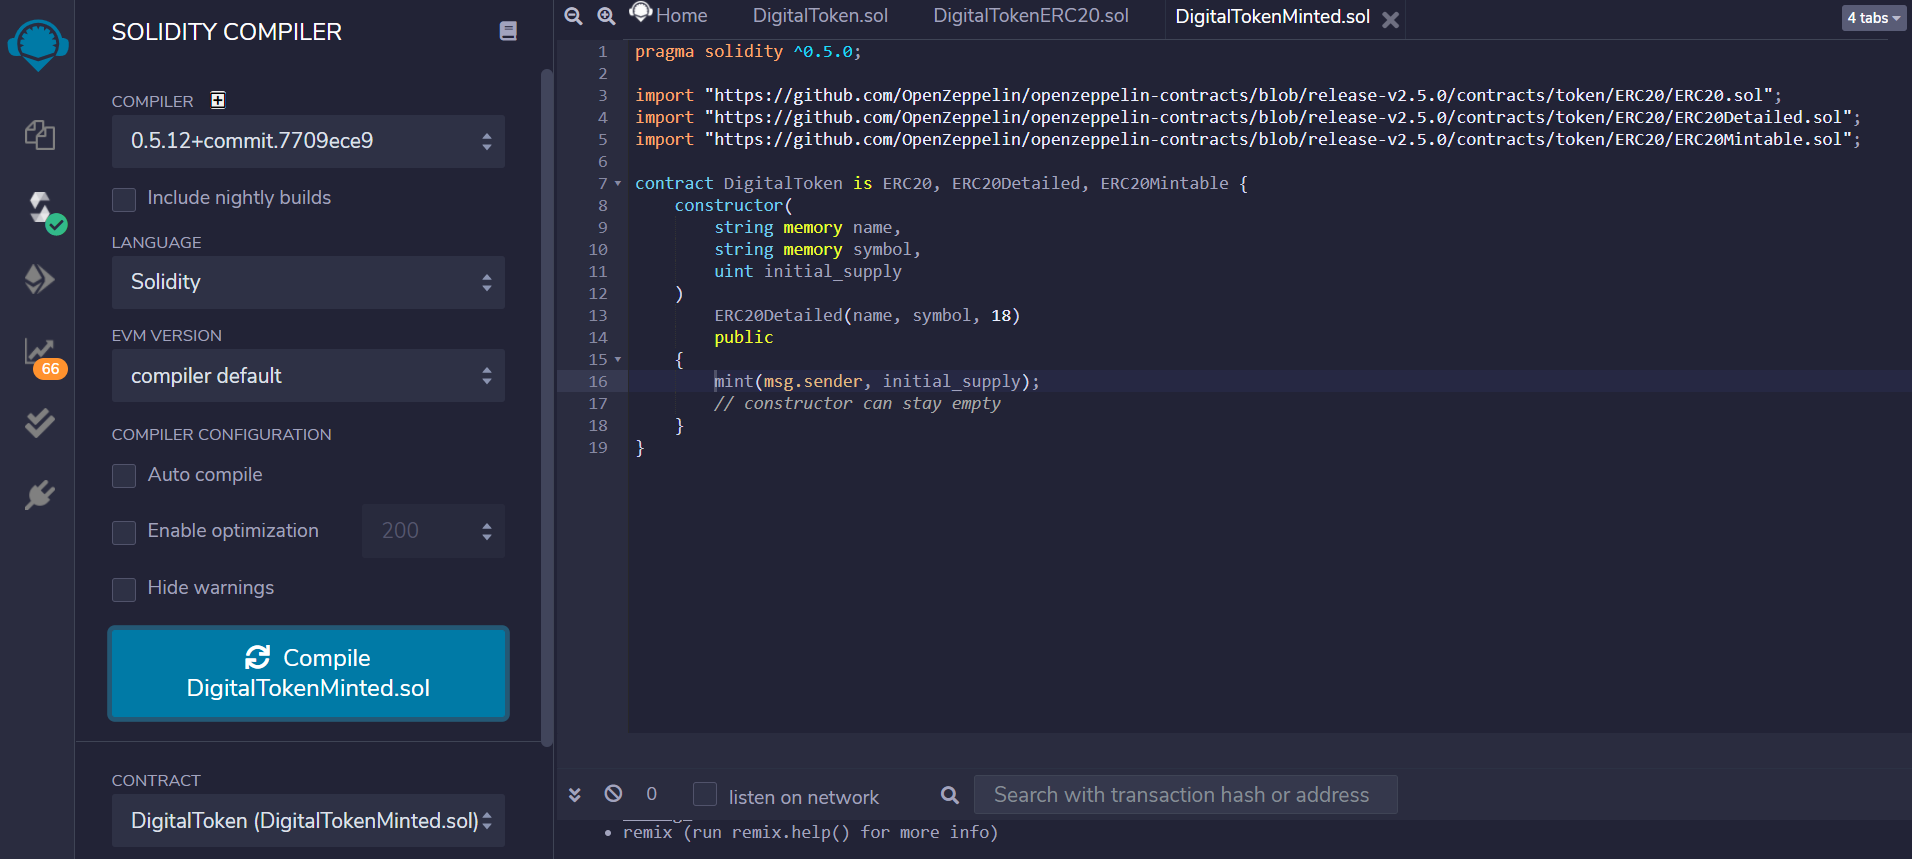 SOLIDITY COMPILER
COMPILER
0.5.12+commit.7709ece9
Include nightly builds
LANGUAGE
Solidity
EVM VERSION
compiler default
COMPILER CONFIGURATION
Auto compile
Enable optimization 200
Hide warnings
Compile
DigitalTokenMinted.sol
CONTRACT
DigitalToken (DigitalTokenMinted.sol)
66
Home DigitalToken.sol DigitalTokenERC20.sol DigitalTokenMinted.sol 4 tabs
1 pragma solidity ^0.5.0;
2
3 import "https://github.com/OpenZeppelin/openzeppelin-contracts/blob/release-v2.5.0/contracts/token/ERC20/ERC20.sol";
4 import "https://github.com/OpenZeppelin/openzeppelin-contracts/blob/release-v2.5.0/contracts/token/ERC20/ERC20Detailed.sol";
5 import "https://github.com/OpenZeppelin/openzeppelin-contracts/blob/release-v2.5.0/contracts/token/ERC20/ERC20Mintable.sol";
6
7 contract DigitalToken is ERC20, ERC20Detailed, ERC20Mintable {
8 constructor(
9 string memory name,
10 string memory symbol,
11 uint initial_supply
12 )
13 ERC20Detailed(name, symbol, 18)
14 public
15 {
16 mint(msg.sender, initial_supply);
17 // constructor can stay empty
18 }
19 }
0 listen on network Search with transaction hash or address
• remix (run remix.help() for more info)